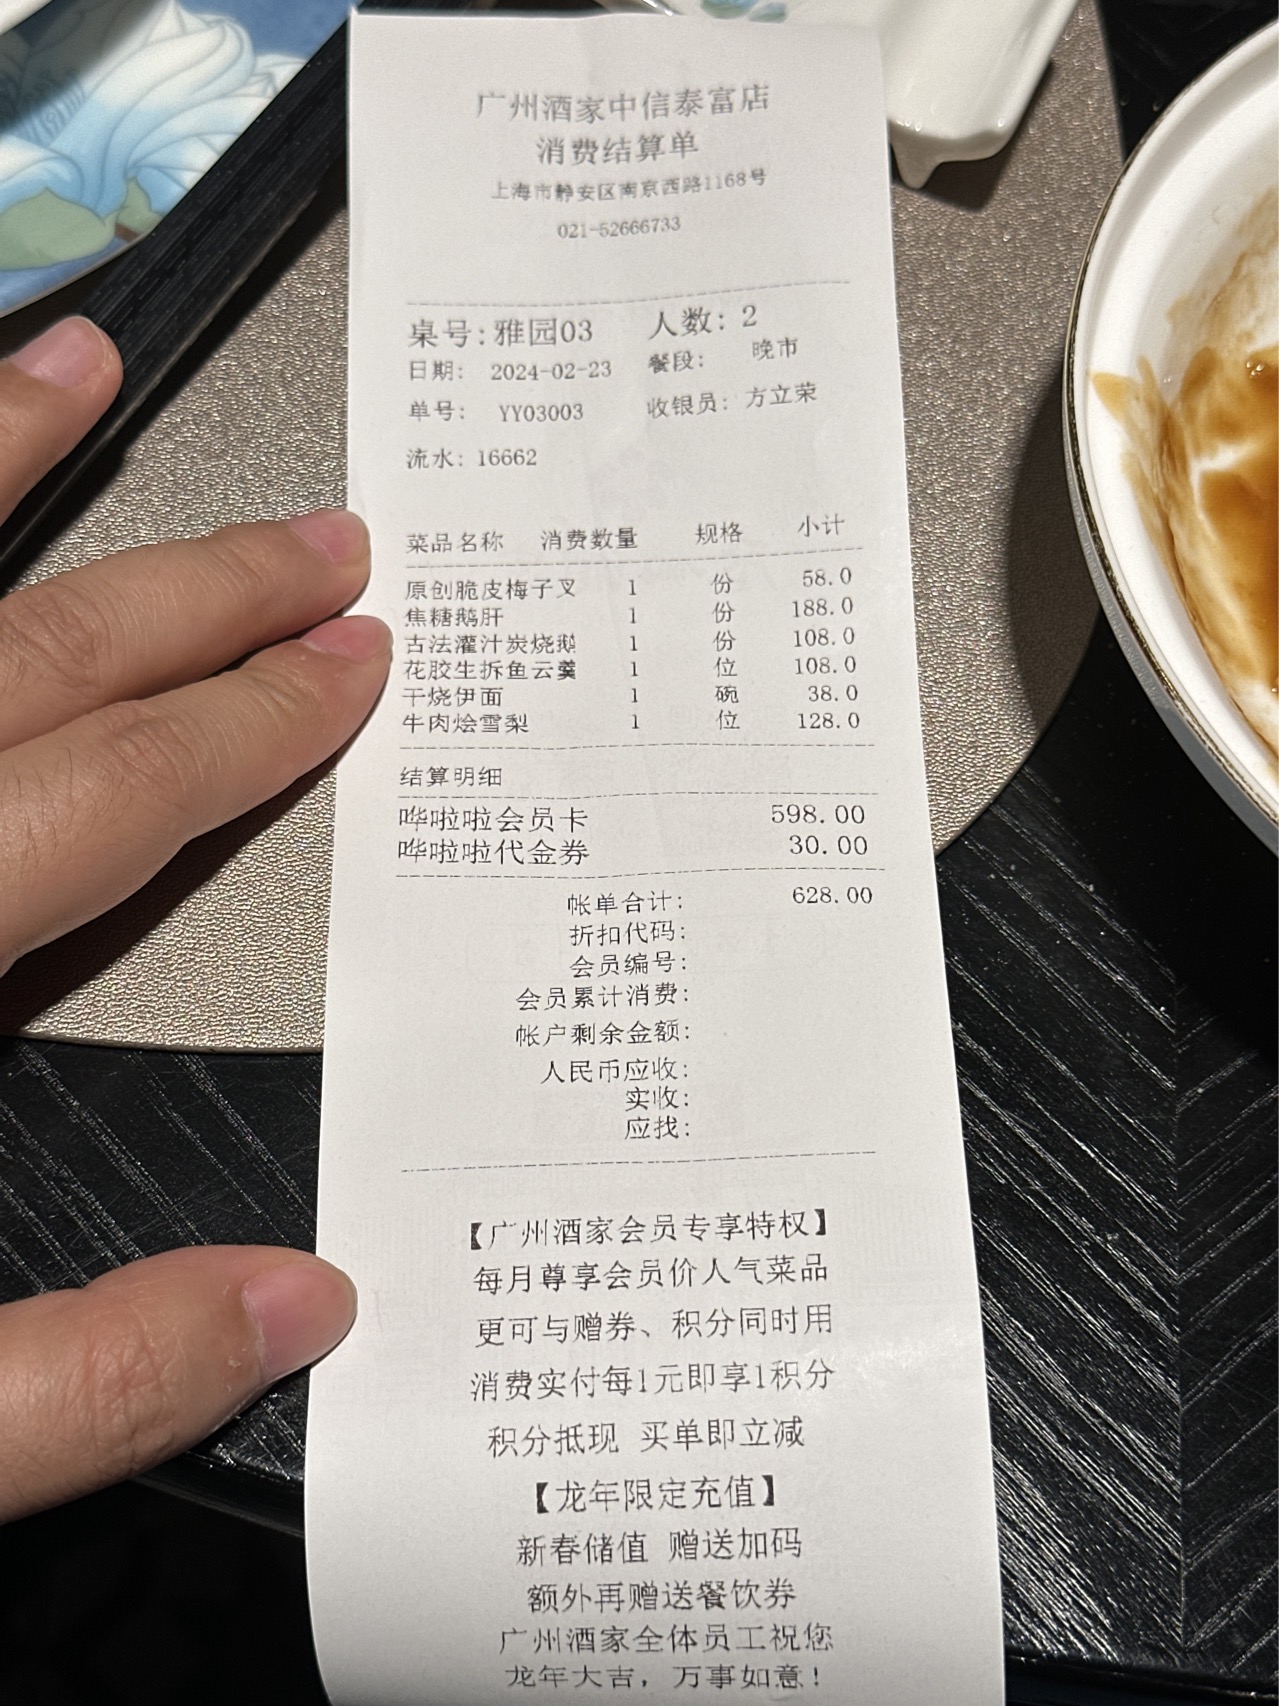 广州酒家中信泰富店
消费结算单
上海市静安区南京西路1168号
021-52666733
桌号:雅园03 人数: 2
日期: 2024-02-23 餐段: 晚市
单号: YY03003 收银员: 方立荣
流水: 16662
菜品名称 消费数量 规格 小计
原创脆皮梅子叉 1 份 58.0
焦糖鹅肝 1 份 188.0
古法灌汁炭烧鹅 1 份 108.0
花胶生拆鱼云羹 1 位 108.0
干烧伊面 1 碗 38.0
牛肉烩雪梨 1 位 128.0
结算明细
哗啦啦会员卡 598.00
哗啦啦代金券 30.00
帐单合计: 628.00
折扣代码:
会员编号:
会员累计消费:
帐户剩余金额:
人民币应收:
实收:
应找:
【广州酒家会员专享特权】
每月尊享会员价人气菜品
更可与赠券、积分同时用
消费实付每1元即享1积分
积分抵现 买单即立减
【龙年限定充值】
新春储值 赠送加码
额外再赠送餐饮券
广州酒家全体员工祝您
龙年大吉，万事如意!